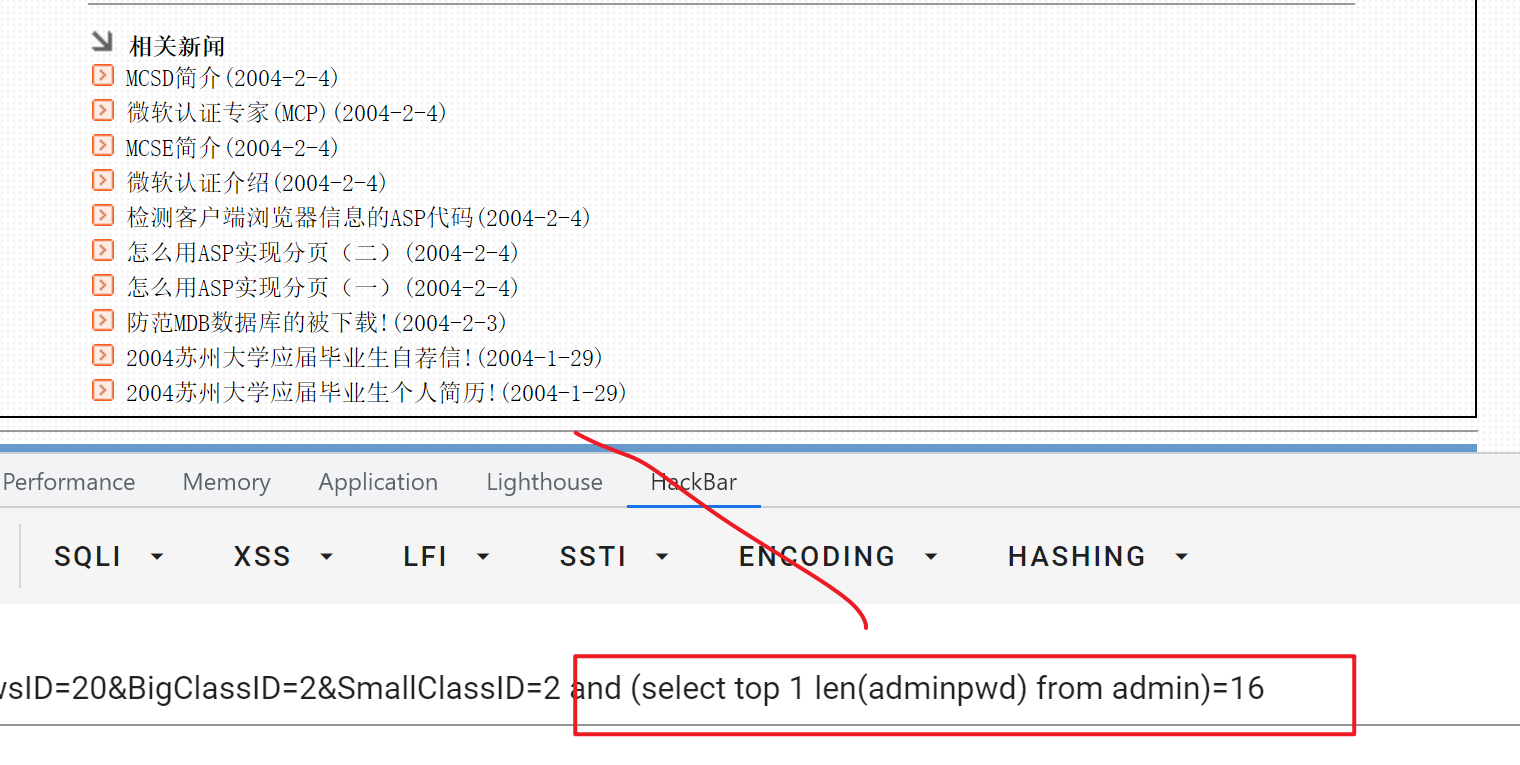 相关新闻
MCSD简介(2004-2-4)
微软认证专家(MCP)(2004-2-4)
MCSE简介(2004-2-4)
微软认证介绍(2004-2-4)
检测客户端浏览器信息的ASP代码(2004-2-4)
怎么用ASP实现分页（二）(2004-2-4)
怎么用ASP实现分页（一）(2004-2-4)
防范MDB数据库的被下载!(2004-2-3)
2004苏州大学应届毕业生自荐信!(2004-1-29)
2004苏州大学应届毕业生个人简历!(2004-1-29)
Performance Memory Application Lighthouse HackBar
SQLI XSS LFI SSTI ENCODING HASHING
wsID=20&BigClassID=2&SmallClassID=2 and (select top 1 len(adminpwd) from admin)=16